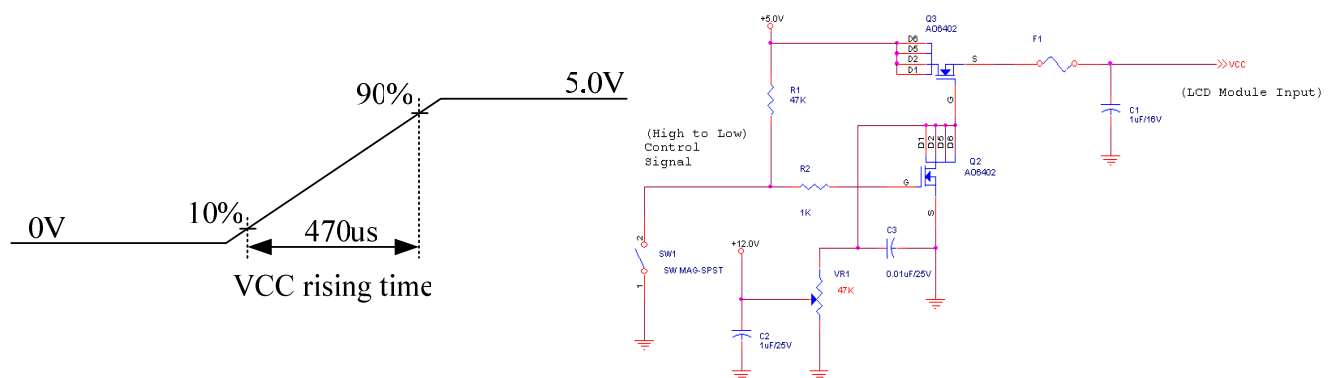 0V
10%
90%
5.0V
470us
VCC rising time
+5.0V
Q3
AO6402
D6
D5
D2
D1
S
G
F1
VCC
(LCD Module Input)
C1
1uF/16V
R1
47K
(High to Low)
Control
Signal
D1
D2
D5
D6
Q2
AO6402
R2
1K
G
S
2
SW1
SW MAG-SPST
1
+12.0V
C3
0.01uF/25V
VR1
47K
C2
1uF/25V